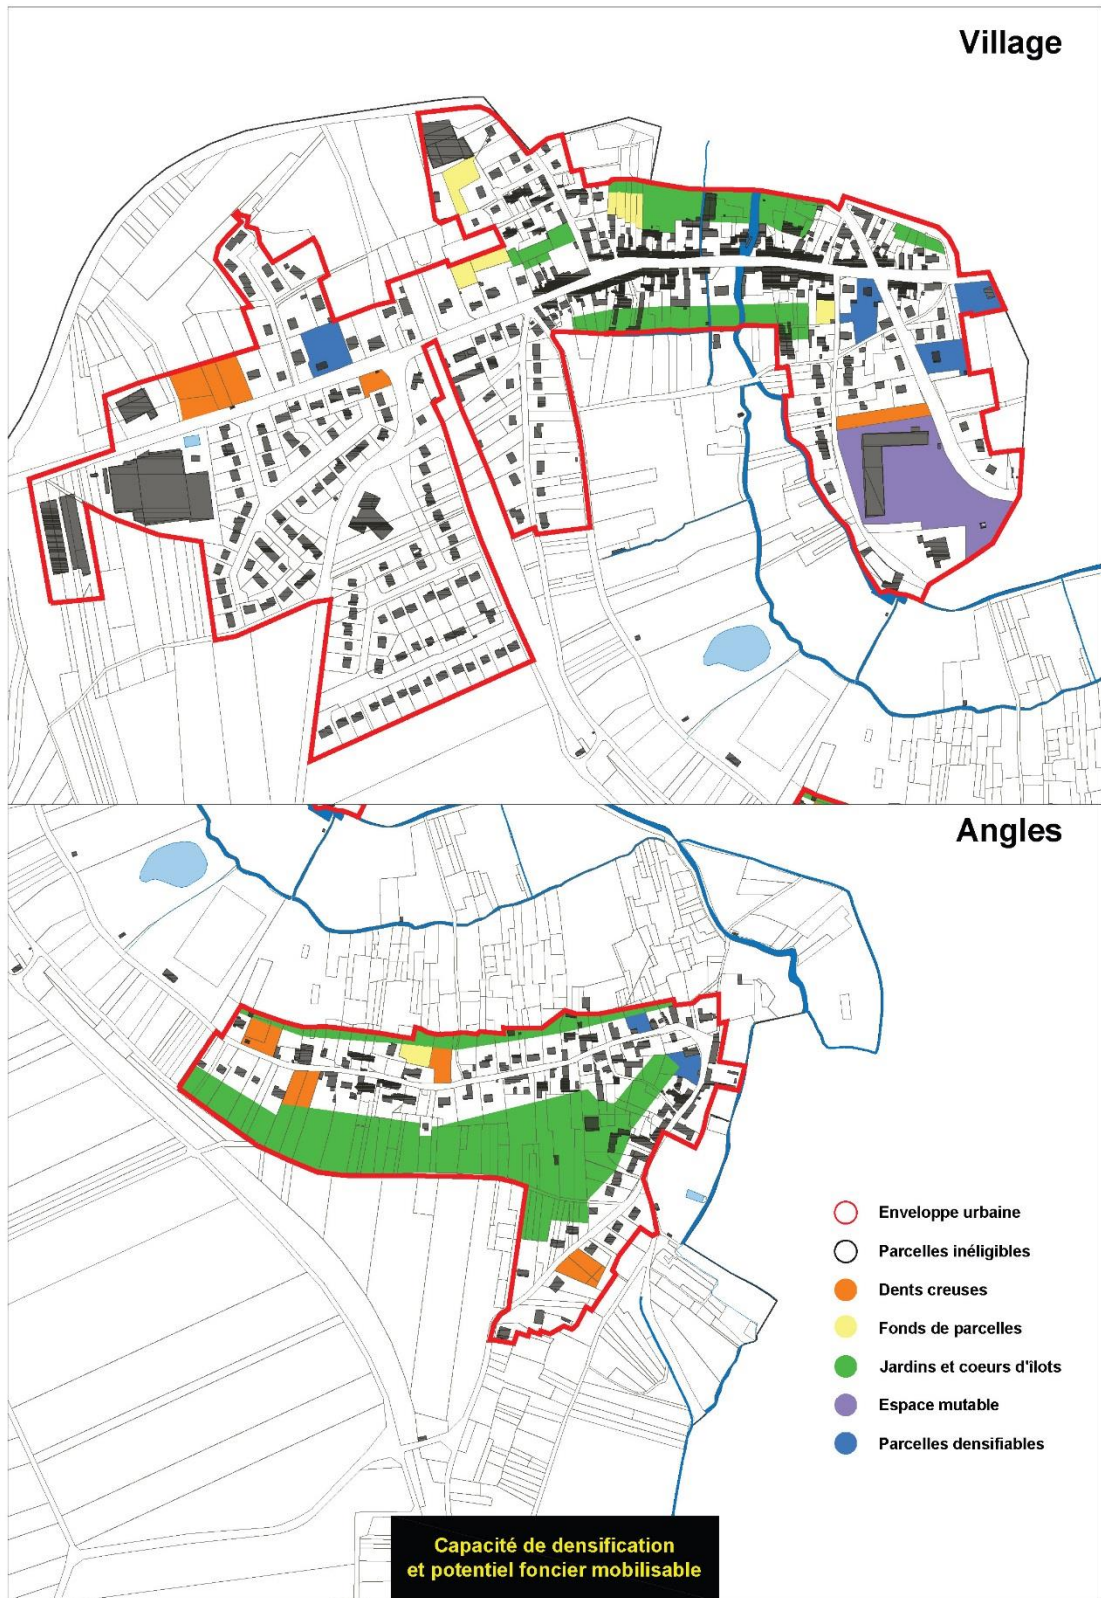 Village
Angles
Enveloppe urbaine
Parcelles inéligibles
Dents creuses
Fonds de parcelles
Jardins et coeurs d'îlots
Espace mutable
Parcelles densifiables
Capacité de densification
et potentiel foncier mobilisable